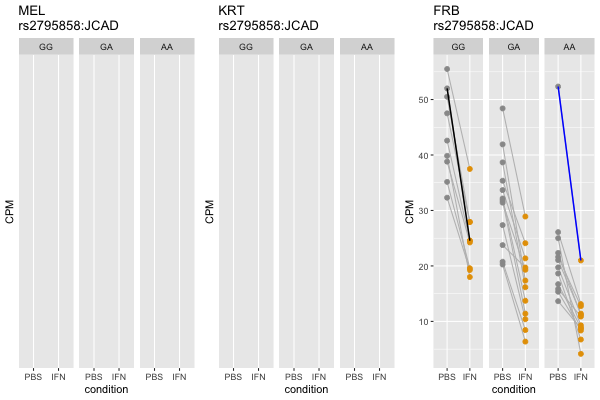 MEL
rs2795858:JCAD
GG GA AA
CPM
PBS IFN PBS IFN PBS IFN
condition
KRT
rs2795858:JCAD
GG GA AA
CPM
PBS IFN PBS IFN PBS IFN
condition
FRB
rs2795858:JCAD
GG GA AA
CPM
50
40
30
20
10
PBS IFN PBS IFN PBS IFN
condition